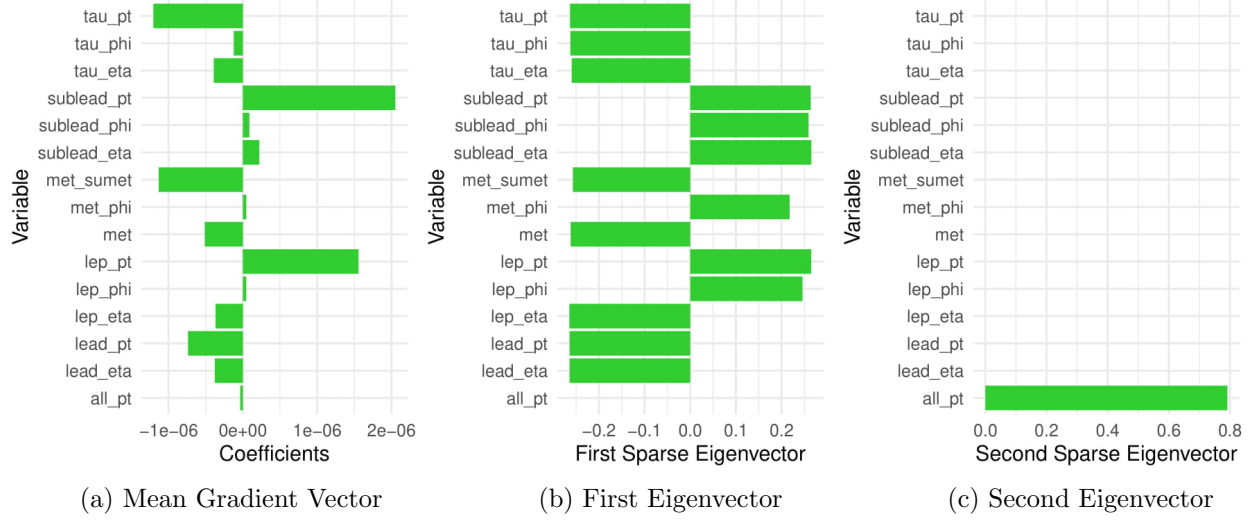 Variable
tau_pt
tau_phi
tau_eta
sublead_pt
sublead_phi
sublead_eta
met_sumet
met_phi
met
lep_pt
lep_phi
lep_eta
lead_pt
lead_eta
all_pt
−1e−06 0e+00 1e−06 2e−06
Coefficients
(a) Mean Gradient Vector
Variable
tau_pt
tau_phi
tau_eta
sublead_pt
sublead_phi
sublead_eta
met_sumet
met_phi
met
lep_pt
lep_phi
lep_eta
lead_pt
lead_eta
all_pt
−0.2 −0.1 0.0 0.1 0.2
First Sparse Eigenvector
(b) First Eigenvector
Variable
tau_pt
tau_phi
tau_eta
sublead_pt
sublead_phi
sublead_eta
met_sumet
met_phi
met
lep_pt
lep_phi
lep_eta
lead_pt
lead_eta
all_pt
0.0 0.2 0.4 0.6 0.8
Second Sparse Eigenvector
(c) Second Eigenvector